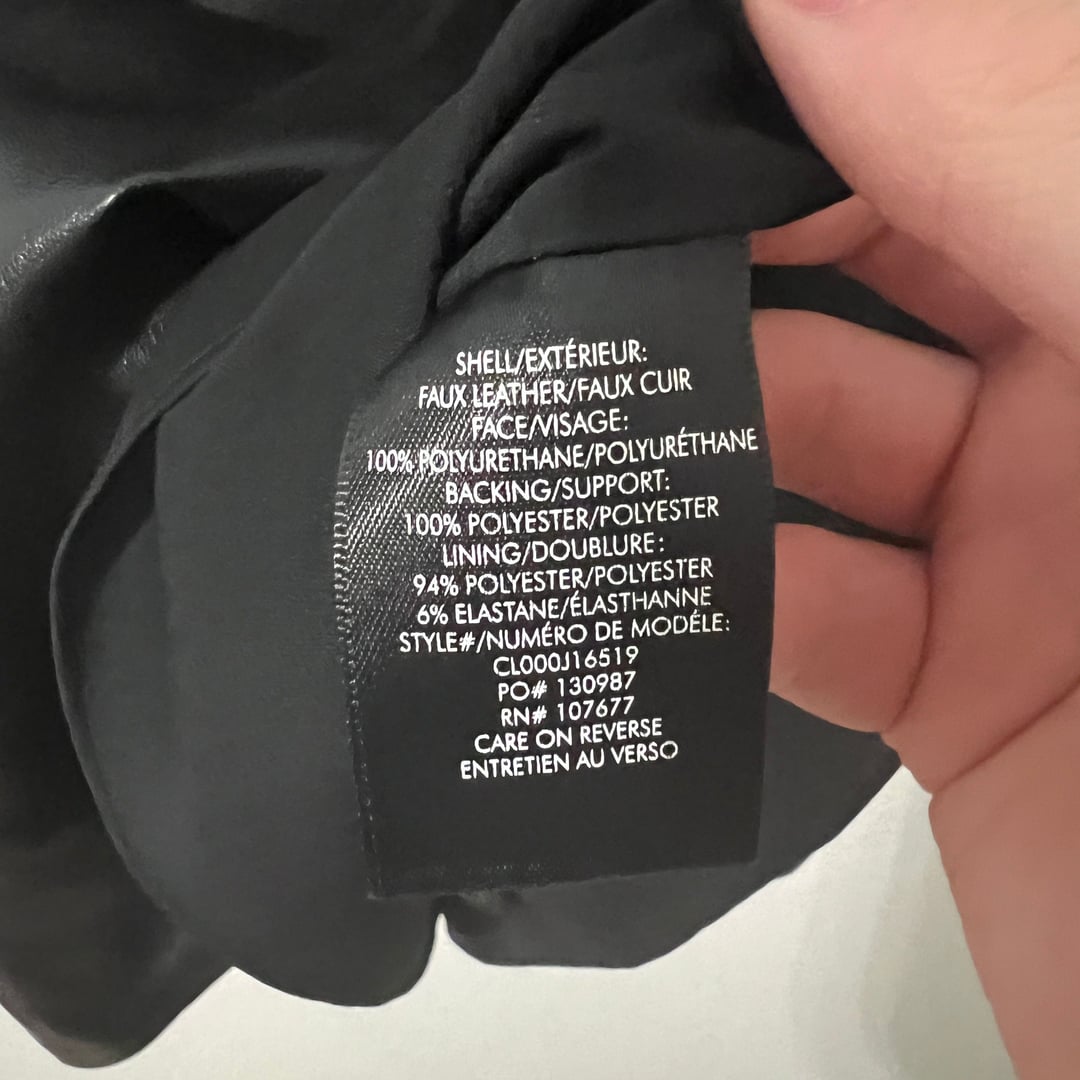 SHELL/EXTÉRIEUR:
FAUX LEATHER/FAUX CUIR
FACE/VISAGE:
100% POLYURETHANE/POLYURÉTHANE
BACKING/SUPPORT:
100% POLYESTER/POLYESTER
LINING/DOUBLURE:
94% POLYESTER/POLYESTER
6% ELASTANE/ÉLASTHANNE
STYLE#/NUMÉRO DE MODÉLE:
CL000J16519
PO# 130987
RN# 107677
CARE ON REVERSE
ENTRETIEN AU VERSO